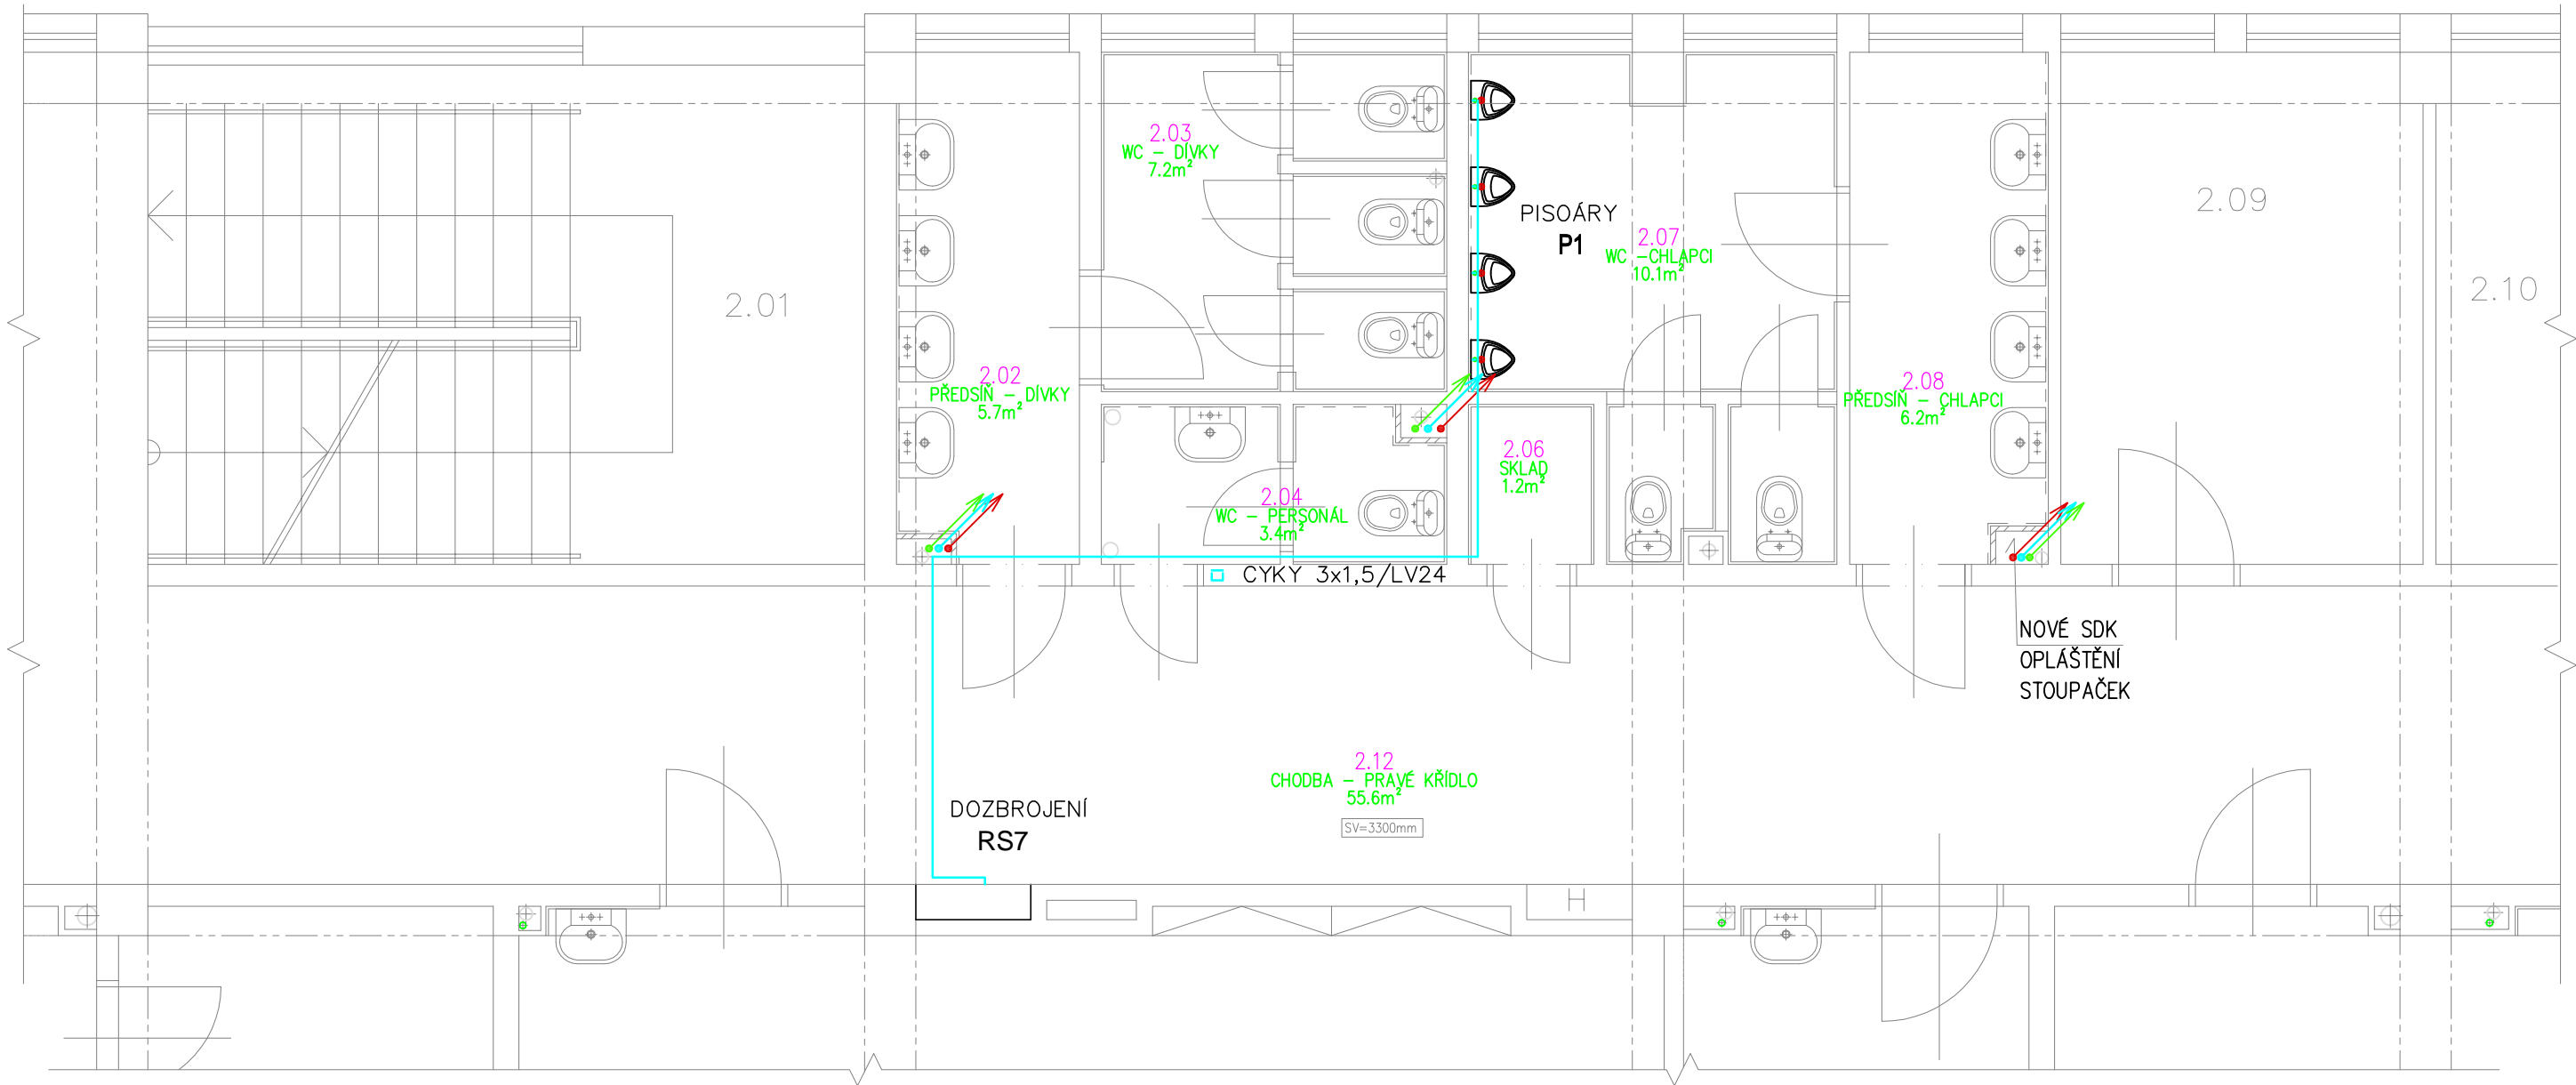 2.01
2.02
PŘEDSÍŇ - DÍVKY
5.7m²
2.03
WC - DÍVKY
7.2m²
2.04
WC - PERSONÁL
3.4m²
CYKY 3x1,5/LV24
PISOÁRY
P1
2.07
WC -CHLAPCI
10.1m²
2.06
SKLAD
1.2m²
2.08
PŘEDSÍŇ - CHLAPCI
6.2m²
2.09
2.10
NOVÉ SDK
OPLÁŠTĚNÍ
STOUPAČEK
2.12
CHODBA - PRAVÉ KŘÍDLO
55.6m²
SV=3300mm
DOZBROJENÍ
RS7
H